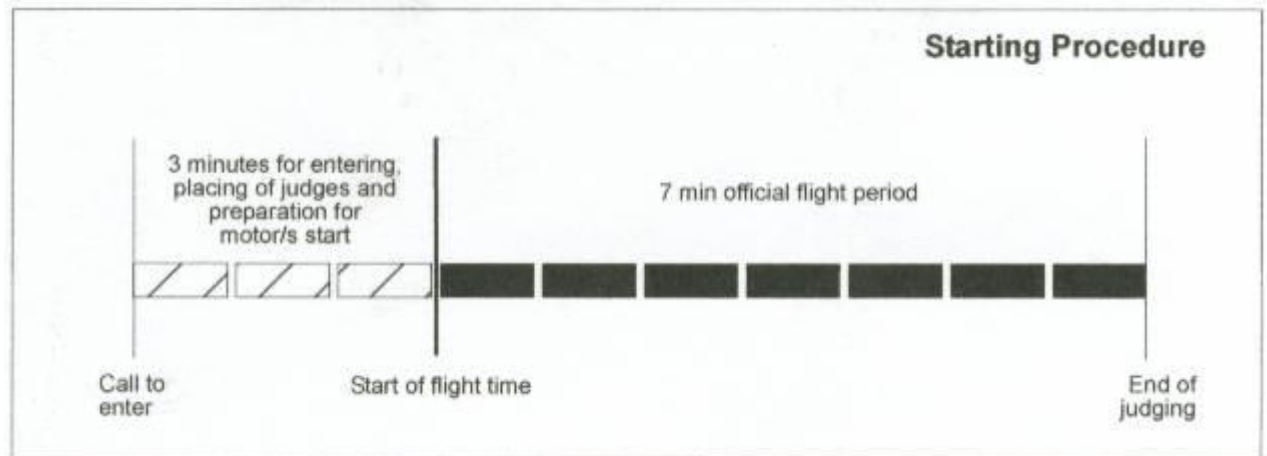 Starting Procedure
3 minutes for entering,
placing of judges and
preparation for
motor/s start
7 min official flight period
Call to
enter
Start of flight time
End of
judging